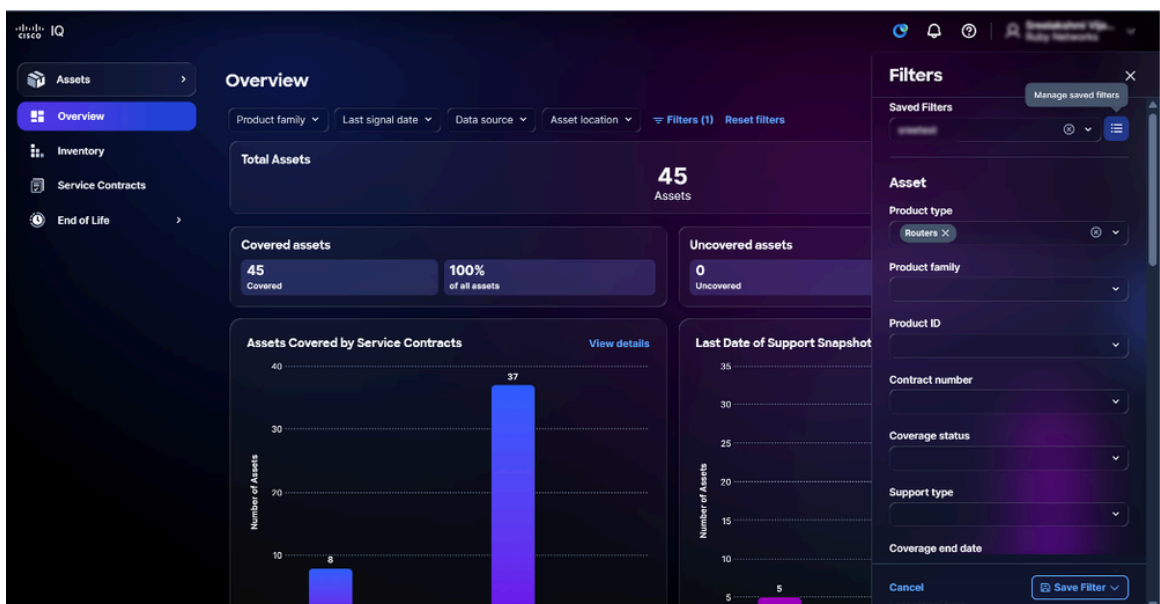 CISCO IQ
Assets
Overview
Inventory
Service Contracts
End of Life
Overview
Product family
Last signal date
Data source
Asset location
Filters (1)
Reset filters
Total Assets
45
Assets
Covered assets
45
Covered
100%
of all assets
Uncovered assets
0
Uncovered
Assets Covered by Service Contracts
View details
Number of Assets
40
30
20
10
37
8
Last Date of Support Snapshot
Number of Assets
35
30
25
20
15
10
5
5
Filters
Manage saved filters
Saved Filters
Asset
Product type
Routers
Product family
Product ID
Contract number
Coverage status
Support type
Coverage end date
Cancel
Save Filter